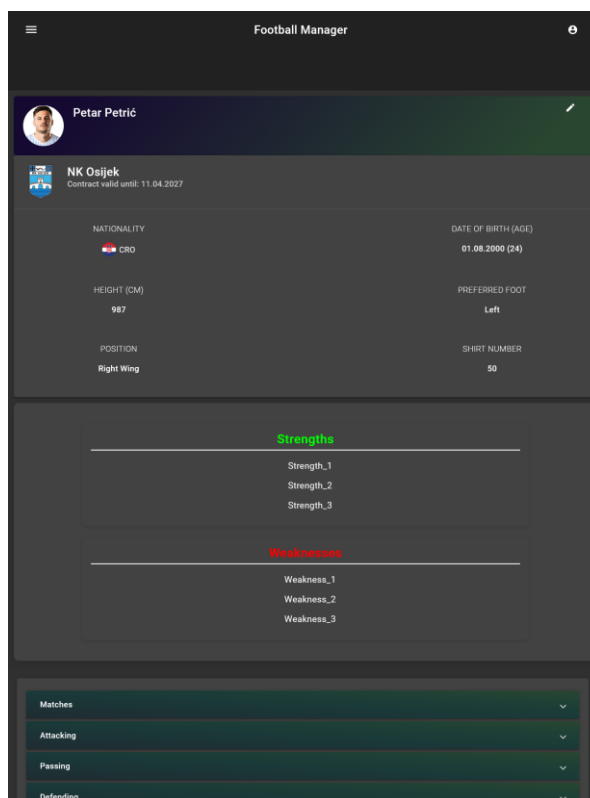 Football Manager
Petar Petrić
NK Osijek
Contract valid until: 11.04.2027
NATIONALITY
DATE OF BIRTH (AGE)
CRO
01.08.2000 (24)
HEIGHT (CM)
PREFERRED FOOT
987
Left
POSITION
SHIRT NUMBER
Right Wing
50
Strengths
Strength_1
Strength_2
Strength_3
Weaknesses
Weakness_1
Weakness_2
Weakness_3
Matches
Attacking
Passing
Defending